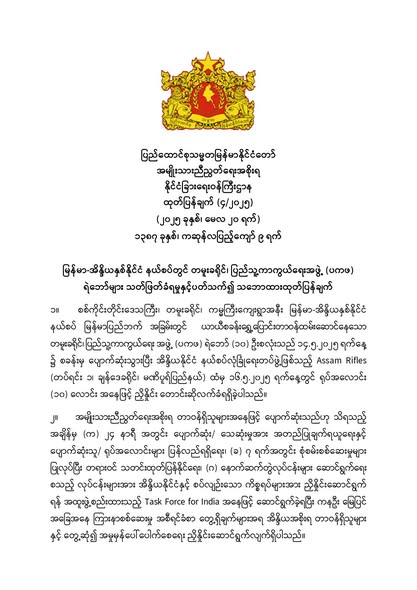 ပြည်ထောင်စုသမ္မတမြန်မာနိုင်ငံတော်
အမျိုးသားညီညွတ်ရေးအစိုးရ
နိုင်ငံခြားရေးဝန်ကြီးဌာန
ထုတ်ပြန်ချက် (၄/၂၀၂၅)
(၂၀၂၅ ခုနှစ်၊ မေလ ၂၀ ရက်)
၁၃၈၇ ခုနှစ်၊ ကဆုန်လပြည့်ကျော် ၉ ရက်
မြန်မာ-အိန္ဒိယနှစ်နိုင်ငံ နယ်စပ်တွင် တမူးခရိုင်၊ ပြည်သူ့ကာကွယ်ရေးအဖွဲ့ (ပကဖ)
ရဲဘော်များ သတ်ဖြတ်ခံရမှုနှင့်ပတ်သက်၍ သဘောထားထုတ်ပြန်ချက်
၁။ စစ်ကိုင်းတိုင်းဒေသကြီး၊ တမူးခရိုင်၊ ကမ္မကြီးကျေးရွာအနီး မြန်မာ-အိန္ဒိယနှစ်နိုင်ငံ
နယ်စပ် မြန်မာပြည်ဘက် အခြမ်းတွင် ယာယီစခန်းရွှေ့ပြောင်းတာဝန်ထမ်းဆောင်နေသော
တမူးခရိုင်၊ပြည်သူ့ကာကွယ်ရေး အဖွဲ့ (ပကဖ) ရဲဘော် (၁၀) ဦးစလုံးသည် ၁၄.၅.၂၀၂၅ ရက်နေ့
၌ စခန်းမှ ပျောက်ဆုံးသွားပြီး အိန္ဒိယနိုင်ငံ နယ်စပ်လုံခြုံရေးတပ်ဖွဲ့ဖြစ်သည့် Assam Rifles
(တပ်ရင်း ၁၊ ချန်ဒေးခရိုင်၊ မဏိပူရ်ပြည်နယ်) ထံမှ ၁၆.၅.၂၀၂၅ ရက်နေ့တွင် ရုပ်အလောင်း
(၁၀) လောင်း အနေဖြင့် ညှိနှိုင်း တောင်းဆိုလက်ခံရရှိခဲ့ပါသည်။
၂။ အမျိုးသားညီညွတ်ရေးအစိုးရ တာဝန်ရှိသူများအနေဖြင့် ပျောက်ဆုံးသည်ဟု သိရသည့်
အချိန်မှ (က) ၂၄ နာရီ အတွင်း ပျောက်ဆုံး/ သေဆုံးမှုအား အတည်ပြုချက်ရယူရေးနှင့်
ပျောက်ဆုံးသူ/ ရုပ်အလောင်းများ ပြန်လည်ရရှိရေး၊ (ခ) ၇ ရက်အတွင်း စုံစမ်းစစ်ဆေးမှုများ
ပြုလုပ်ပြီး တရားဝင် သတင်းထုတ်ပြန်နိုင်ရေး၊ (ဂ) နောက်ဆက်တွဲလုပ်ငန်းများ ဆောင်ရွက်ရေး
စသည့် လုပ်ငန်းများအား အိန္ဒိယနိုင်ငံနှင့် စပ်လျဉ်းသော ကိစ္စရပ်များအား ညှိနှိုင်းဆောင်ရွက်
ရန် အထူးဖွဲ့စည်းထားသည့် Task Force for India အနေဖြင့် ဆောင်ရွက်ခဲ့ရပြီး ကနဦး မြေပြင်
အခြေအနေ ကြားနာစစ်ဆေးမှု အစီရင်ခံစာ တွေ့ရှိချက်များအရ အိန္ဒိယအစိုးရ တာဝန်ရှိသူများ
နှင့် တွေ့ဆုံ၍ အမှုမှန်ပေါ်ပေါက်စေရေး ညှိနှိုင်းဆောင်ရွက်လျက်ရှိပါသည်။